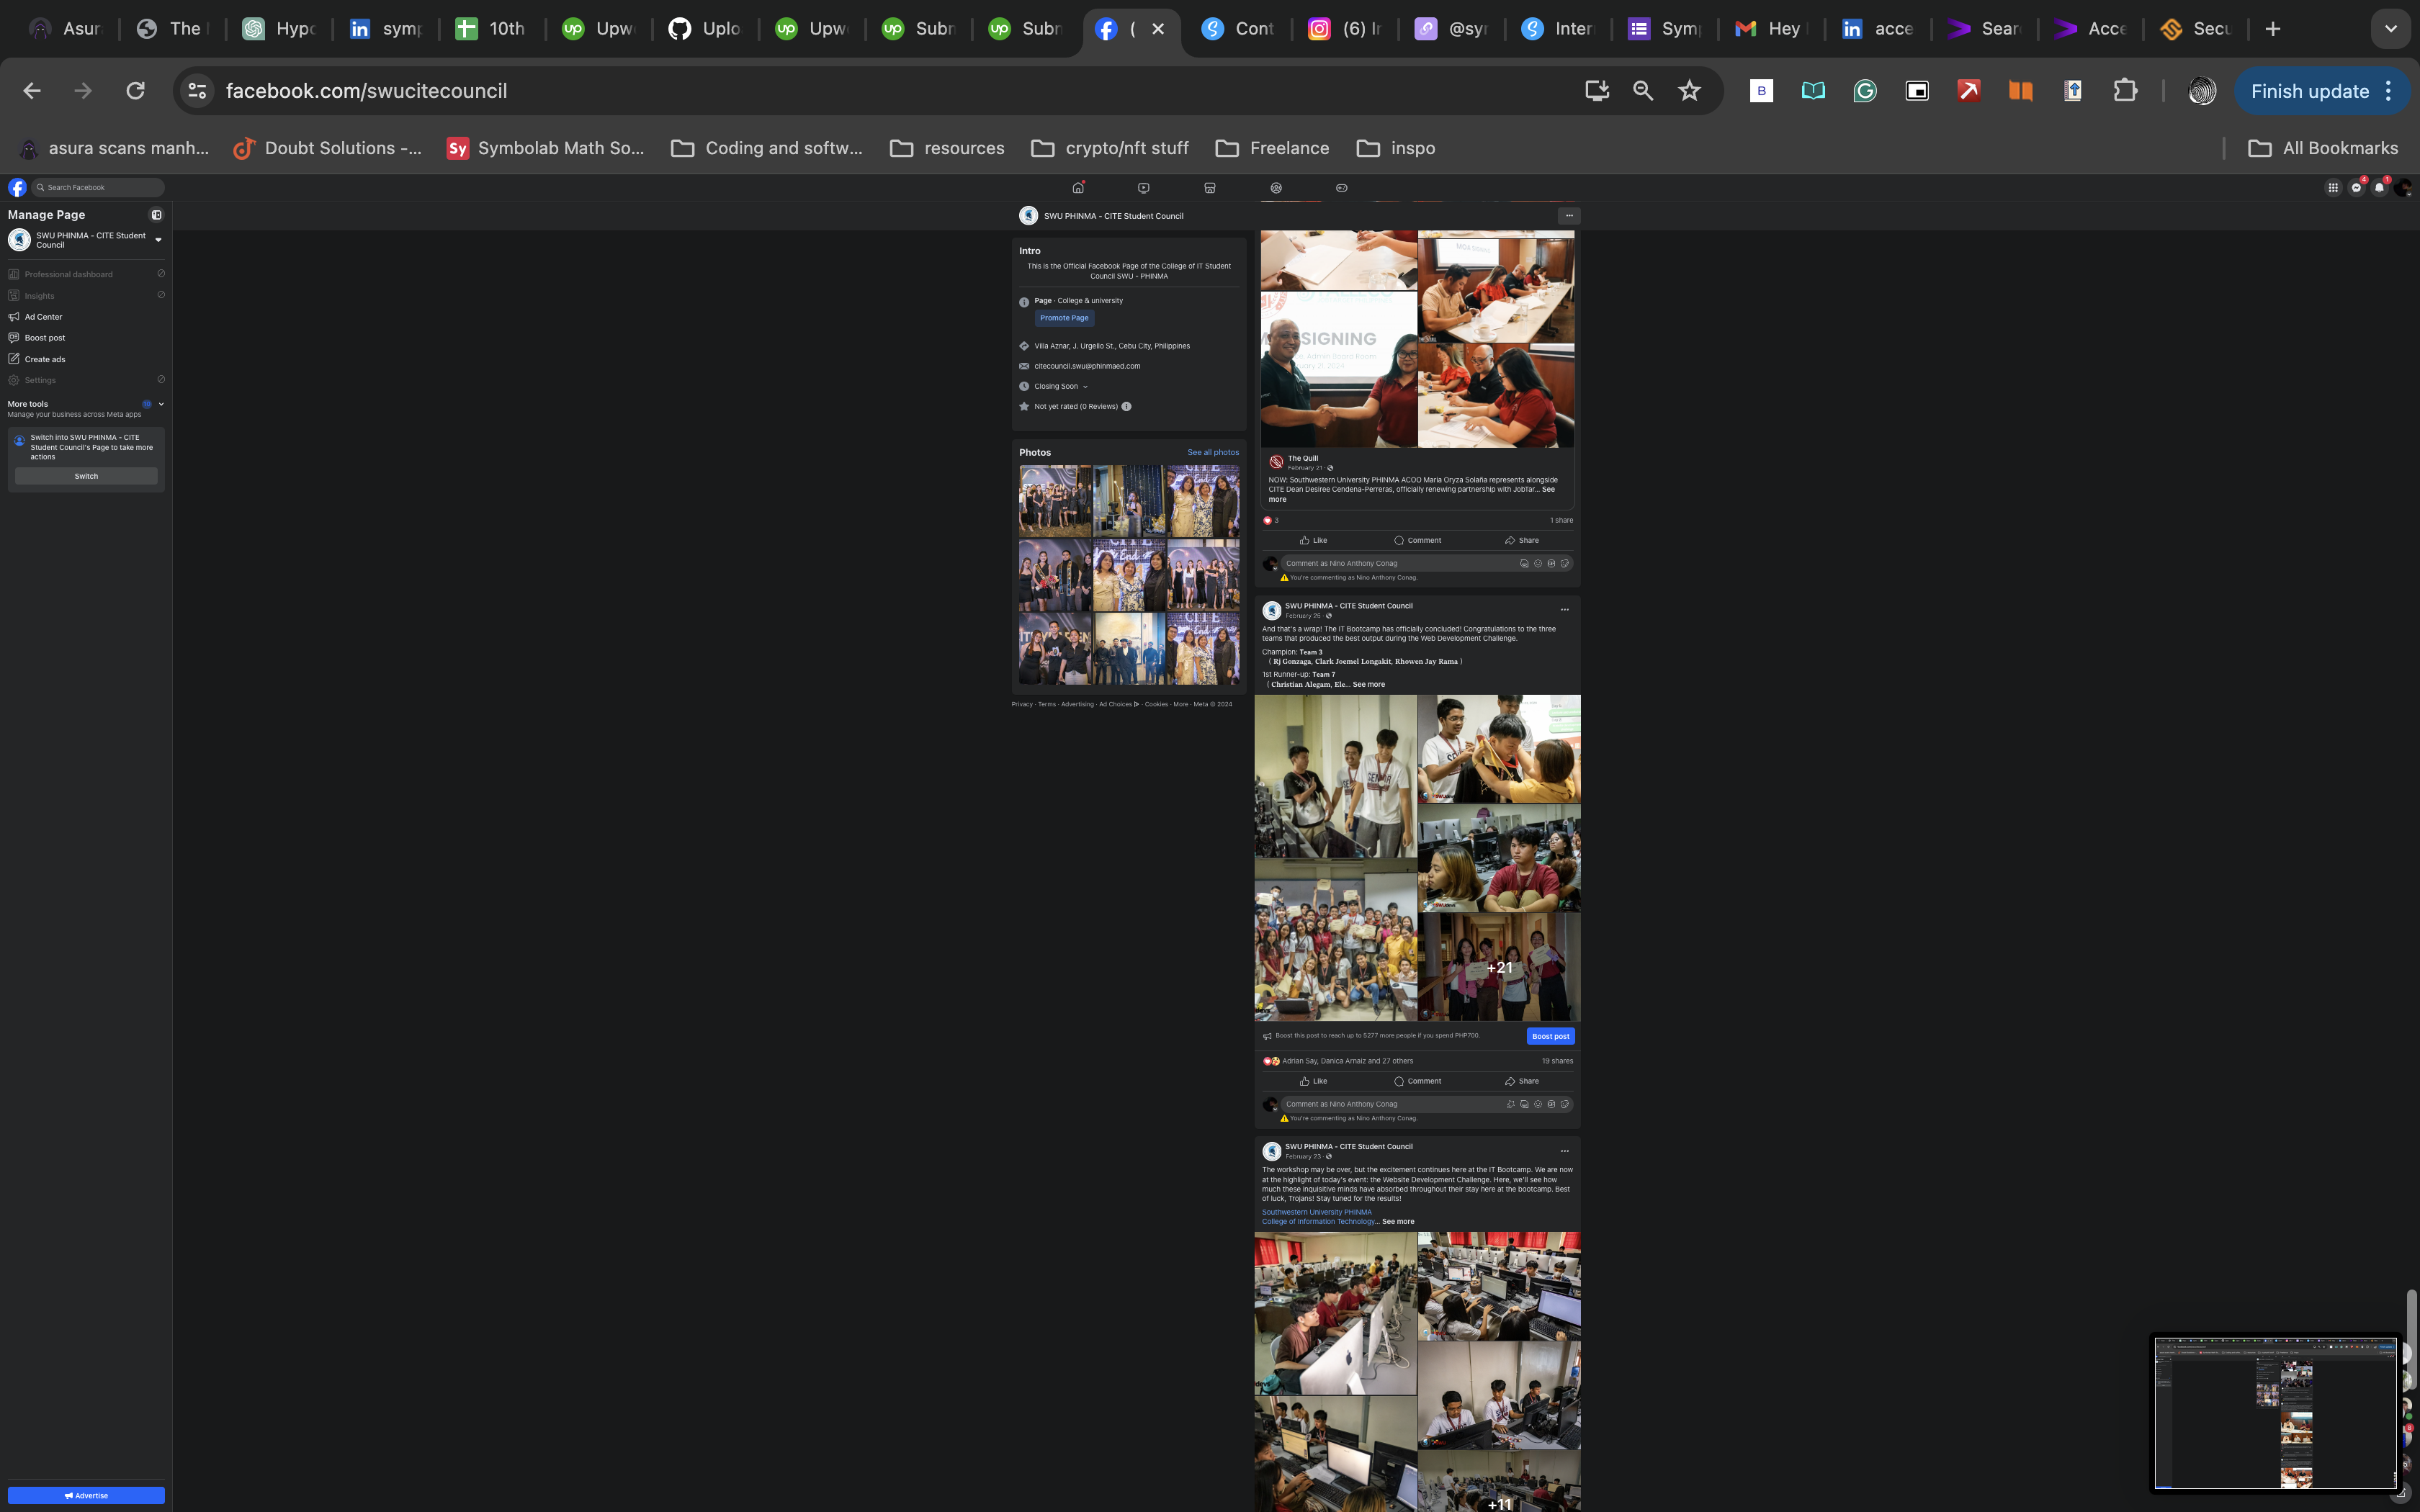 Asur
The
Hypo
symp
10th
Upw
Uplo
Upw
Subr
Subr
(
Cont
(6) Ir
@syr
Inter
Symp
Hey
acce
Sear
Acce
Secu
facebook.com/swucitecouncil
Finish update
asura scans manh...
Doubt Solutions -...
Symbolab Math So...
Coding and softw...
resources
crypto/nft stuff
Freelance
inspo
All Bookmarks
Search Facebook
Manage Page
SWU PHINMA - CITE Student
Council
Professional dashboard
Insights
Ad Center
Boost post
Create ads
Settings
More tools
Manage your business across Meta apps
Switch into SWU PHINMA - CITE
Student Council's Page to take more
actions
Switch
Advertise
SWU PHINMA - CITE Student Council
Intro
This is the Official Facebook Page of the College of IT Student
Council SWU - PHINMA
Page · College & university
Promote Page
Villa Aznar, J. Urgello St., Cebu City, Philippines
citecouncil.swu@phinmaed.com
Closing Soon
Not yet rated (0 Reviews)
Photos
See all photos
Privacy · Terms · Advertising · Ad Choices · Cookies · More · Meta © 2024
SIGNING
The Quill
February 21 ·
NOW: Southwestern University PHINMA ACOO Maria Oryza Solaña represents alongside
CITE Dean Desiree Cendena-Perreras, officially renewing partnership with JobTar... See
more
3
1 share
Like
Comment
Share
Comment as Nino Anthony Conag
You're commenting as Nino Anthony Conag.
SWU PHINMA - CITE Student Council
February 26 ·
And that's a wrap! The IT Bootcamp has officially concluded! Congratulations to the three
teams that produced the best output during the Web Development Challenge.
Champion: Team 3
( Rj Gonzaga, Clark Joemel Longakit, Rhowen Jay Rama )
1st Runner-up: Team 7
( Christian Alegam, Ele... See more
+21
Boost this post to reach up to 5277 more people if you spend PHP700.
Boost post
Adrian Say, Danica Arnaiz and 27 others
19 shares
Like
Comment
Share
Comment as Nino Anthony Conag
You're commenting as Nino Anthony Conag.
SWU PHINMA - CITE Student Council
February 23 ·
The workshop may be over, but the excitement continues here at the IT Bootcamp. We are now
at the highlight of today's event: the Website Development Challenge. Here, we'll see how
much these inquisitive minds have absorbed throughout their stay here at the bootcamp. Best
of luck, Trojans! Stay tuned for the results!
Southwestern University PHINMA
College of Information Technology... See more
+11